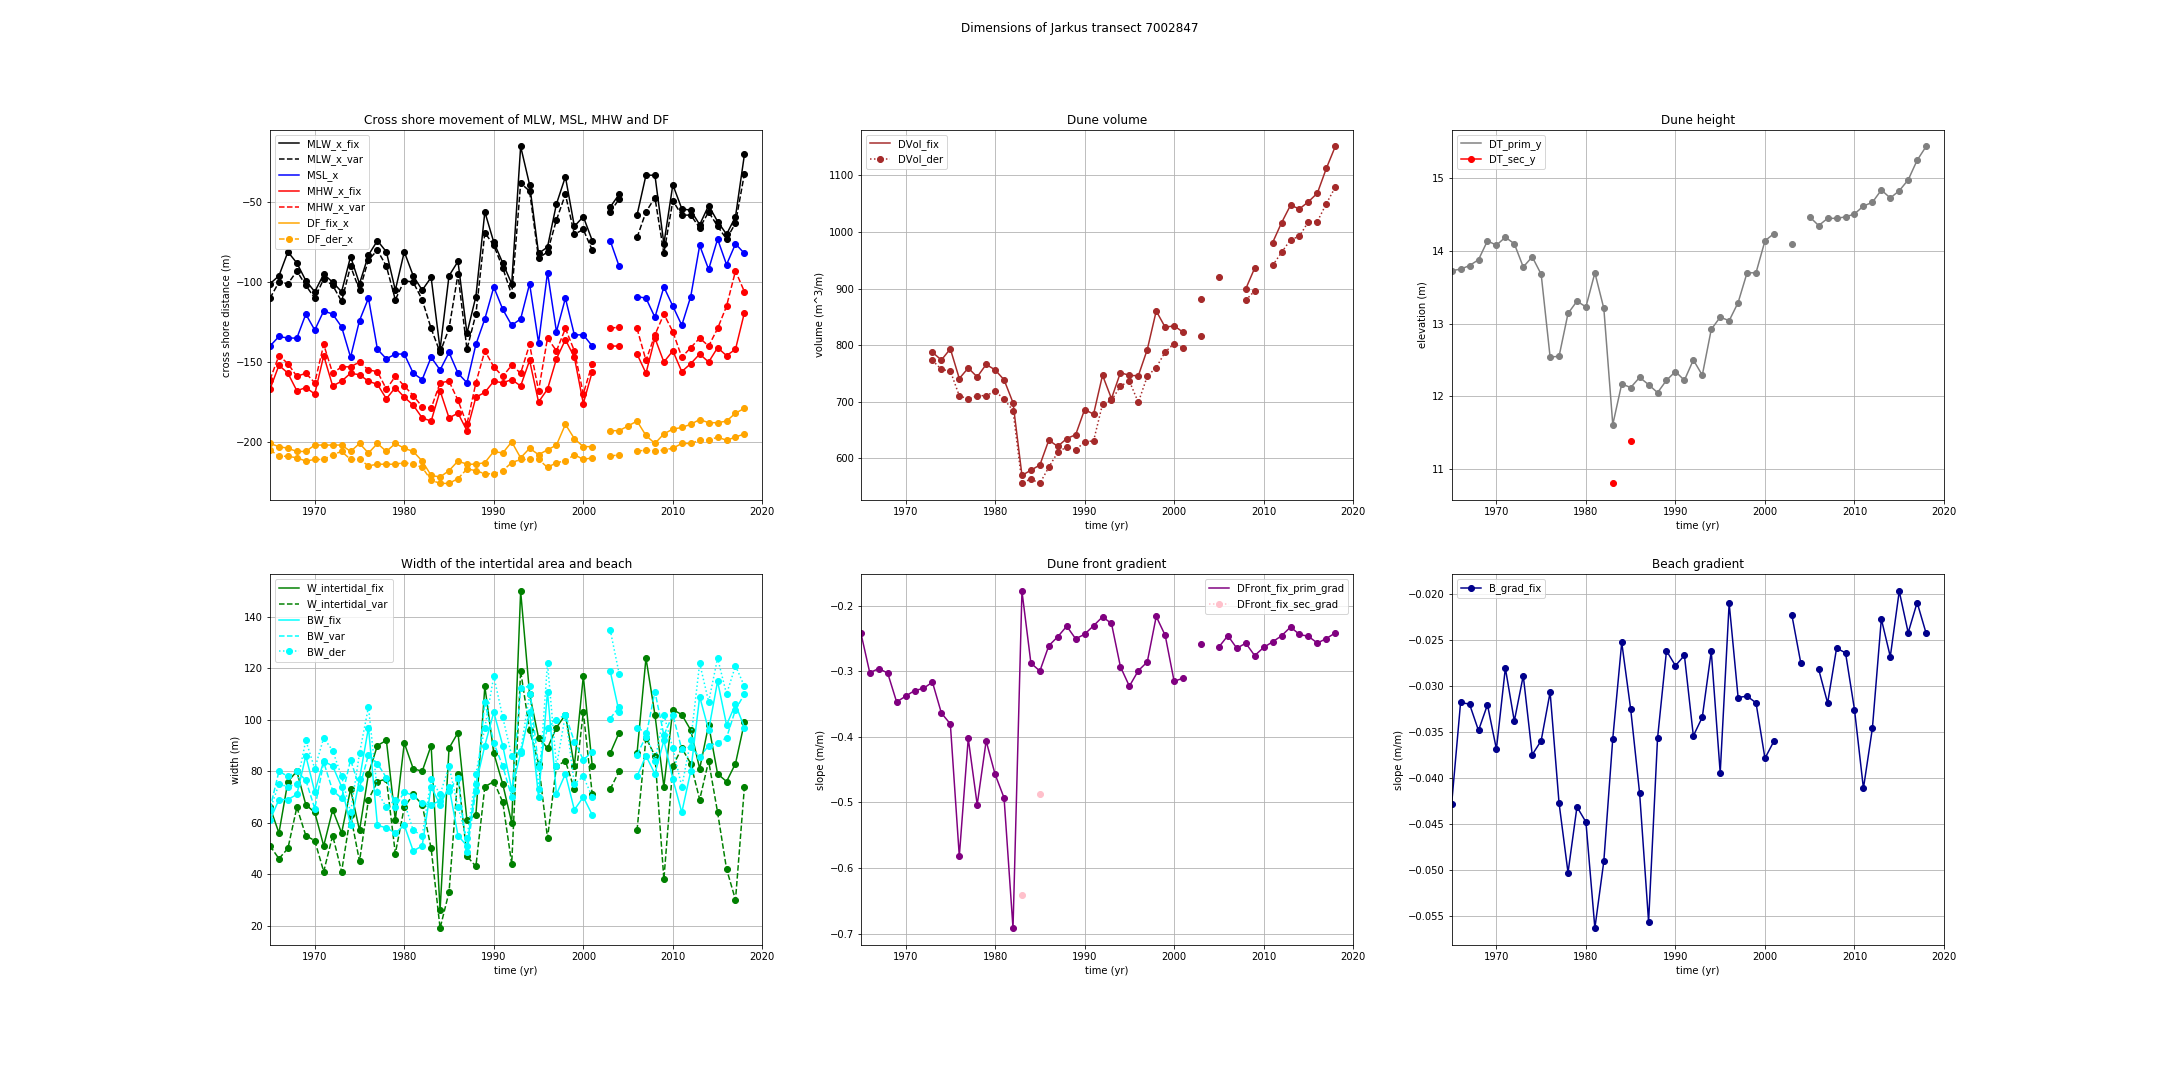 Dimensions of Jarkus transect 7002847
Cross shore movement of MLW, MSL, MHW and DF
MLW_x_fix
MLW_x_var
MSL_x
MHW_x_fix
MHW_x_var
DF_fix_x
DF_der_x
cross shore distance (m)
−50
−100
−150
−200
1970 1980 1990 2000 2010 2020
time (yr)
Dune volume
DVol_fix
DVol_der
volume (m^3/m)
1100
1000
900
800
700
600
1970 1980 1990 2000 2010 2020
time (yr)
Dune height
DT_prim_y
DT_sec_y
elevation (m)
15
14
13
12
11
1970 1980 1990 2000 2010 2020
time (yr)
Width of the intertidal area and beach
W_intertidal_fix
W_intertidal_var
BW_fix
BW_var
BW_der
width (m)
140
120
100
80
60
40
20
1970 1980 1990 2000 2010 2020
time (yr)
Dune front gradient
DFront_fix_prim_grad
DFront_fix_sec_grad
slope (m/m)
−0.2
−0.3
−0.4
−0.5
−0.6
−0.7
1970 1980 1990 2000 2010 2020
time (yr)
Beach gradient
B_grad_fix
slope (m/m)
−0.020
−0.025
−0.030
−0.035
−0.040
−0.045
−0.050
−0.055
1970 1980 1990 2000 2010 2020
time (yr)